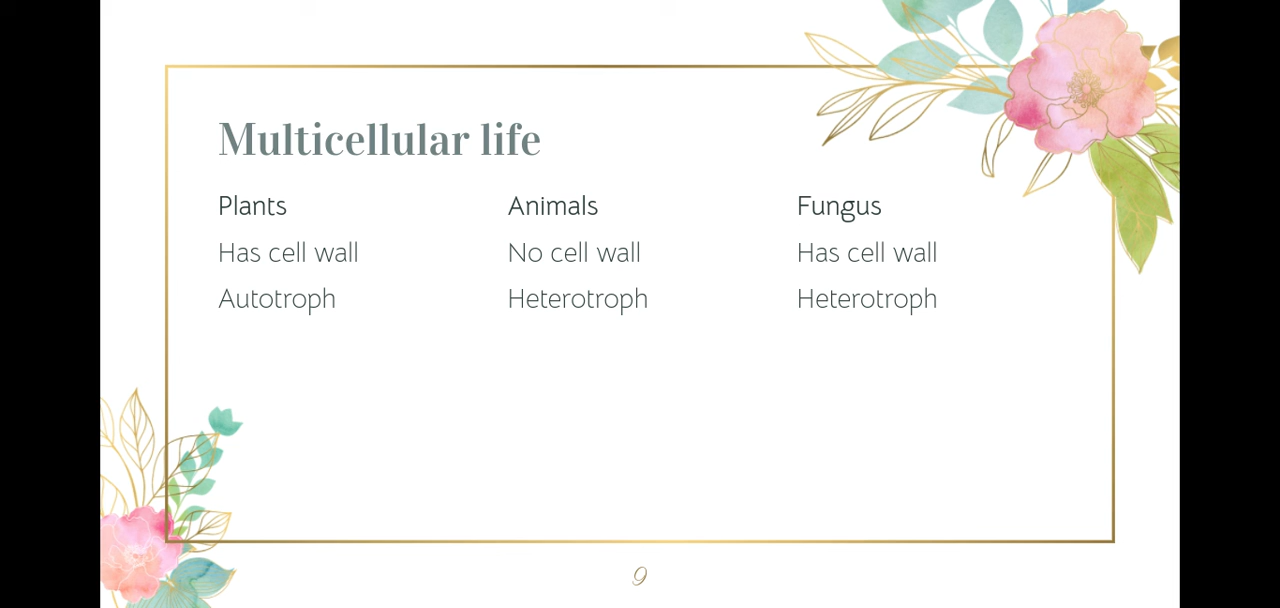 Multicellular life
Plants
Has cell wall
Autotroph
Animals
No cell wall
Heterotroph
Fungus
Has cell wall
Heterotroph
9